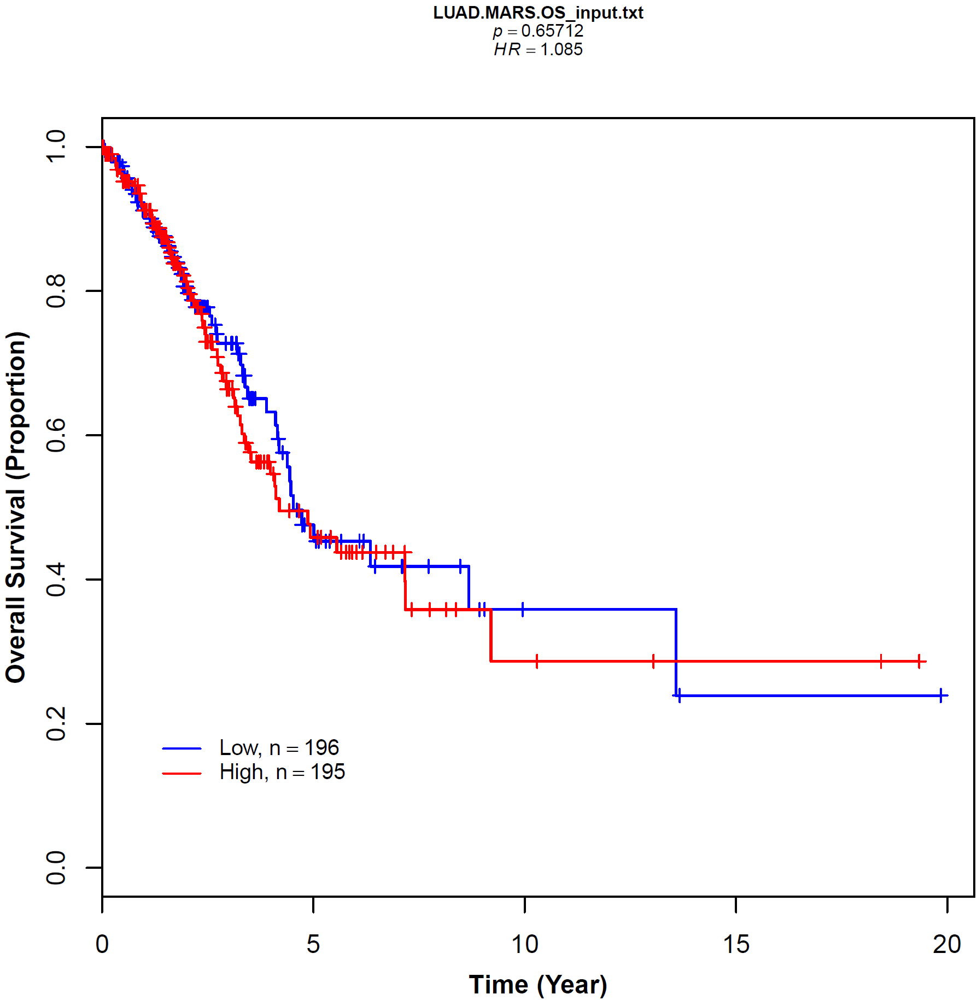 LUAD.MARS.OS_input.txt
p = 0.65712
HR = 1.085
Overall Survival (Proportion)
1.0
0.8
0.6
0.4
0.2
0.0
Low, n = 196
High, n = 195
0 5 10 15 20
Time (Year)